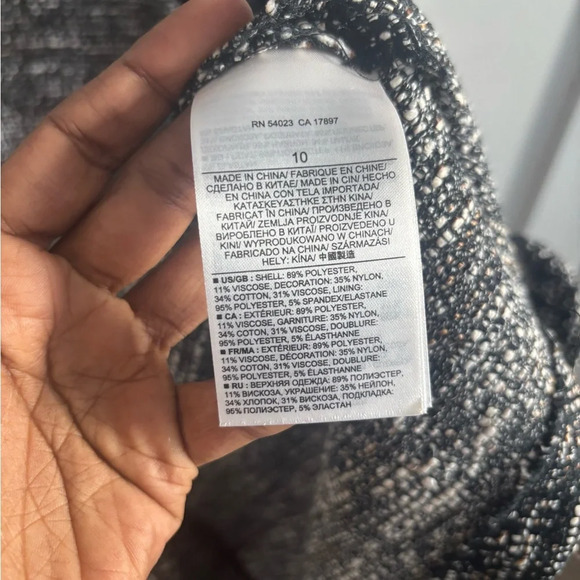 RN 54023 CA 17897
10
MADE IN CHINA/ FABRIQUE EN CHINE/
СДЕЛАНО В КИТАЕ/ MADE IN CIN/ HECHO
EN CHINA CON TELA IMPORTADA/
ΚΑΤΑΣΚΕΥΑΣΤΗΚΕ ΣΤΗΝ ΚΙΝΑ/
FABRICAT ÎN CHINA/ ПРОИЗВЕДЕНО В
КИТАЙ/ ZEMLJA PROIZVODNJE KINA/
ВИРОБЛЕНО В КИТАЇ/ PROIZVEDENO U
KINI/ WYPRODUKOWANO W CHINACH/
FABRICADO NA CHINA/ SZÁRMAZÁSI
HELY: KÍNA/ 中國製造
■ US/GB : SHELL: 89% POLYESTER,
11% VISCOSE, DECORATION: 35% NYLON,
34% COTTON, 31% VISCOSE, LINING:
95% POLYESTER, 5% SPANDEX/ELASTANE
■ CA : EXTÉRIEUR: 89% POLYESTER,
11% VISCOSE, GARNITURE: 35% NYLON,
34% COTON, 31% VISCOSE, DOUBLURE:
95% POLYESTER, 5% ÉLASTHANNE
■ FR/MA : EXTÉRIEUR: 89% POLYESTER,
11% VISCOSE, DÉCORATION: 35% NYLON,
34% COTON, 31% VISCOSE, DOUBLURE:
95% POLYESTER, 5% ÉLASTHANNE
■ RU : ВЕРХНЯЯ ОДЕЖДА: 89% ПОЛИЭСТЕР,
11% ВИСКОЗА, УКРАШЕНИЕ: 35% НЕЙЛОН,
34% ХЛОПОК, 31% ВИСКОЗА, ПОДКЛАДКА:
95% ПОЛИЭСТЕР, 5% ЭЛАСТАН